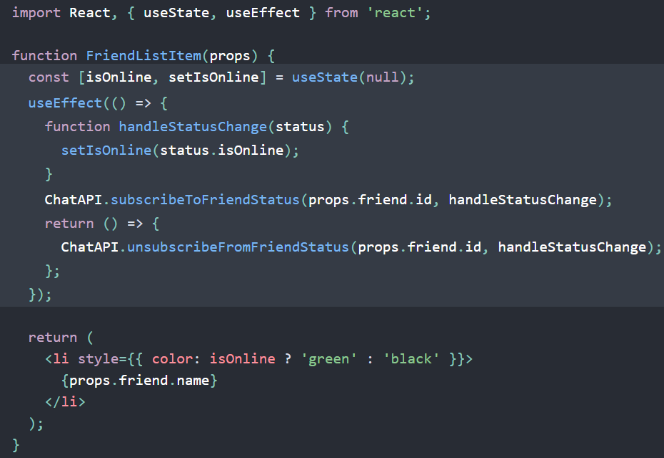 import React, { useState, useEffect } from 'react';
function FriendListItem(props) {
const [isOnline, setIsOnline] = useState(null);
useEffect(() => {
function handleStatusChange(status) {
setIsOnline(status.isOnline);
}
ChatAPI.subscribeToFriendStatus(props.friend.id, handleStatusChange);
return () => {
ChatAPI.unsubscribeFromFriendStatus(props.friend.id, handleStatusChange);
};
});
return (
<li style={{ color: isOnline ? 'green' : 'black' }}>
{props.friend.name}
</li>
);
}